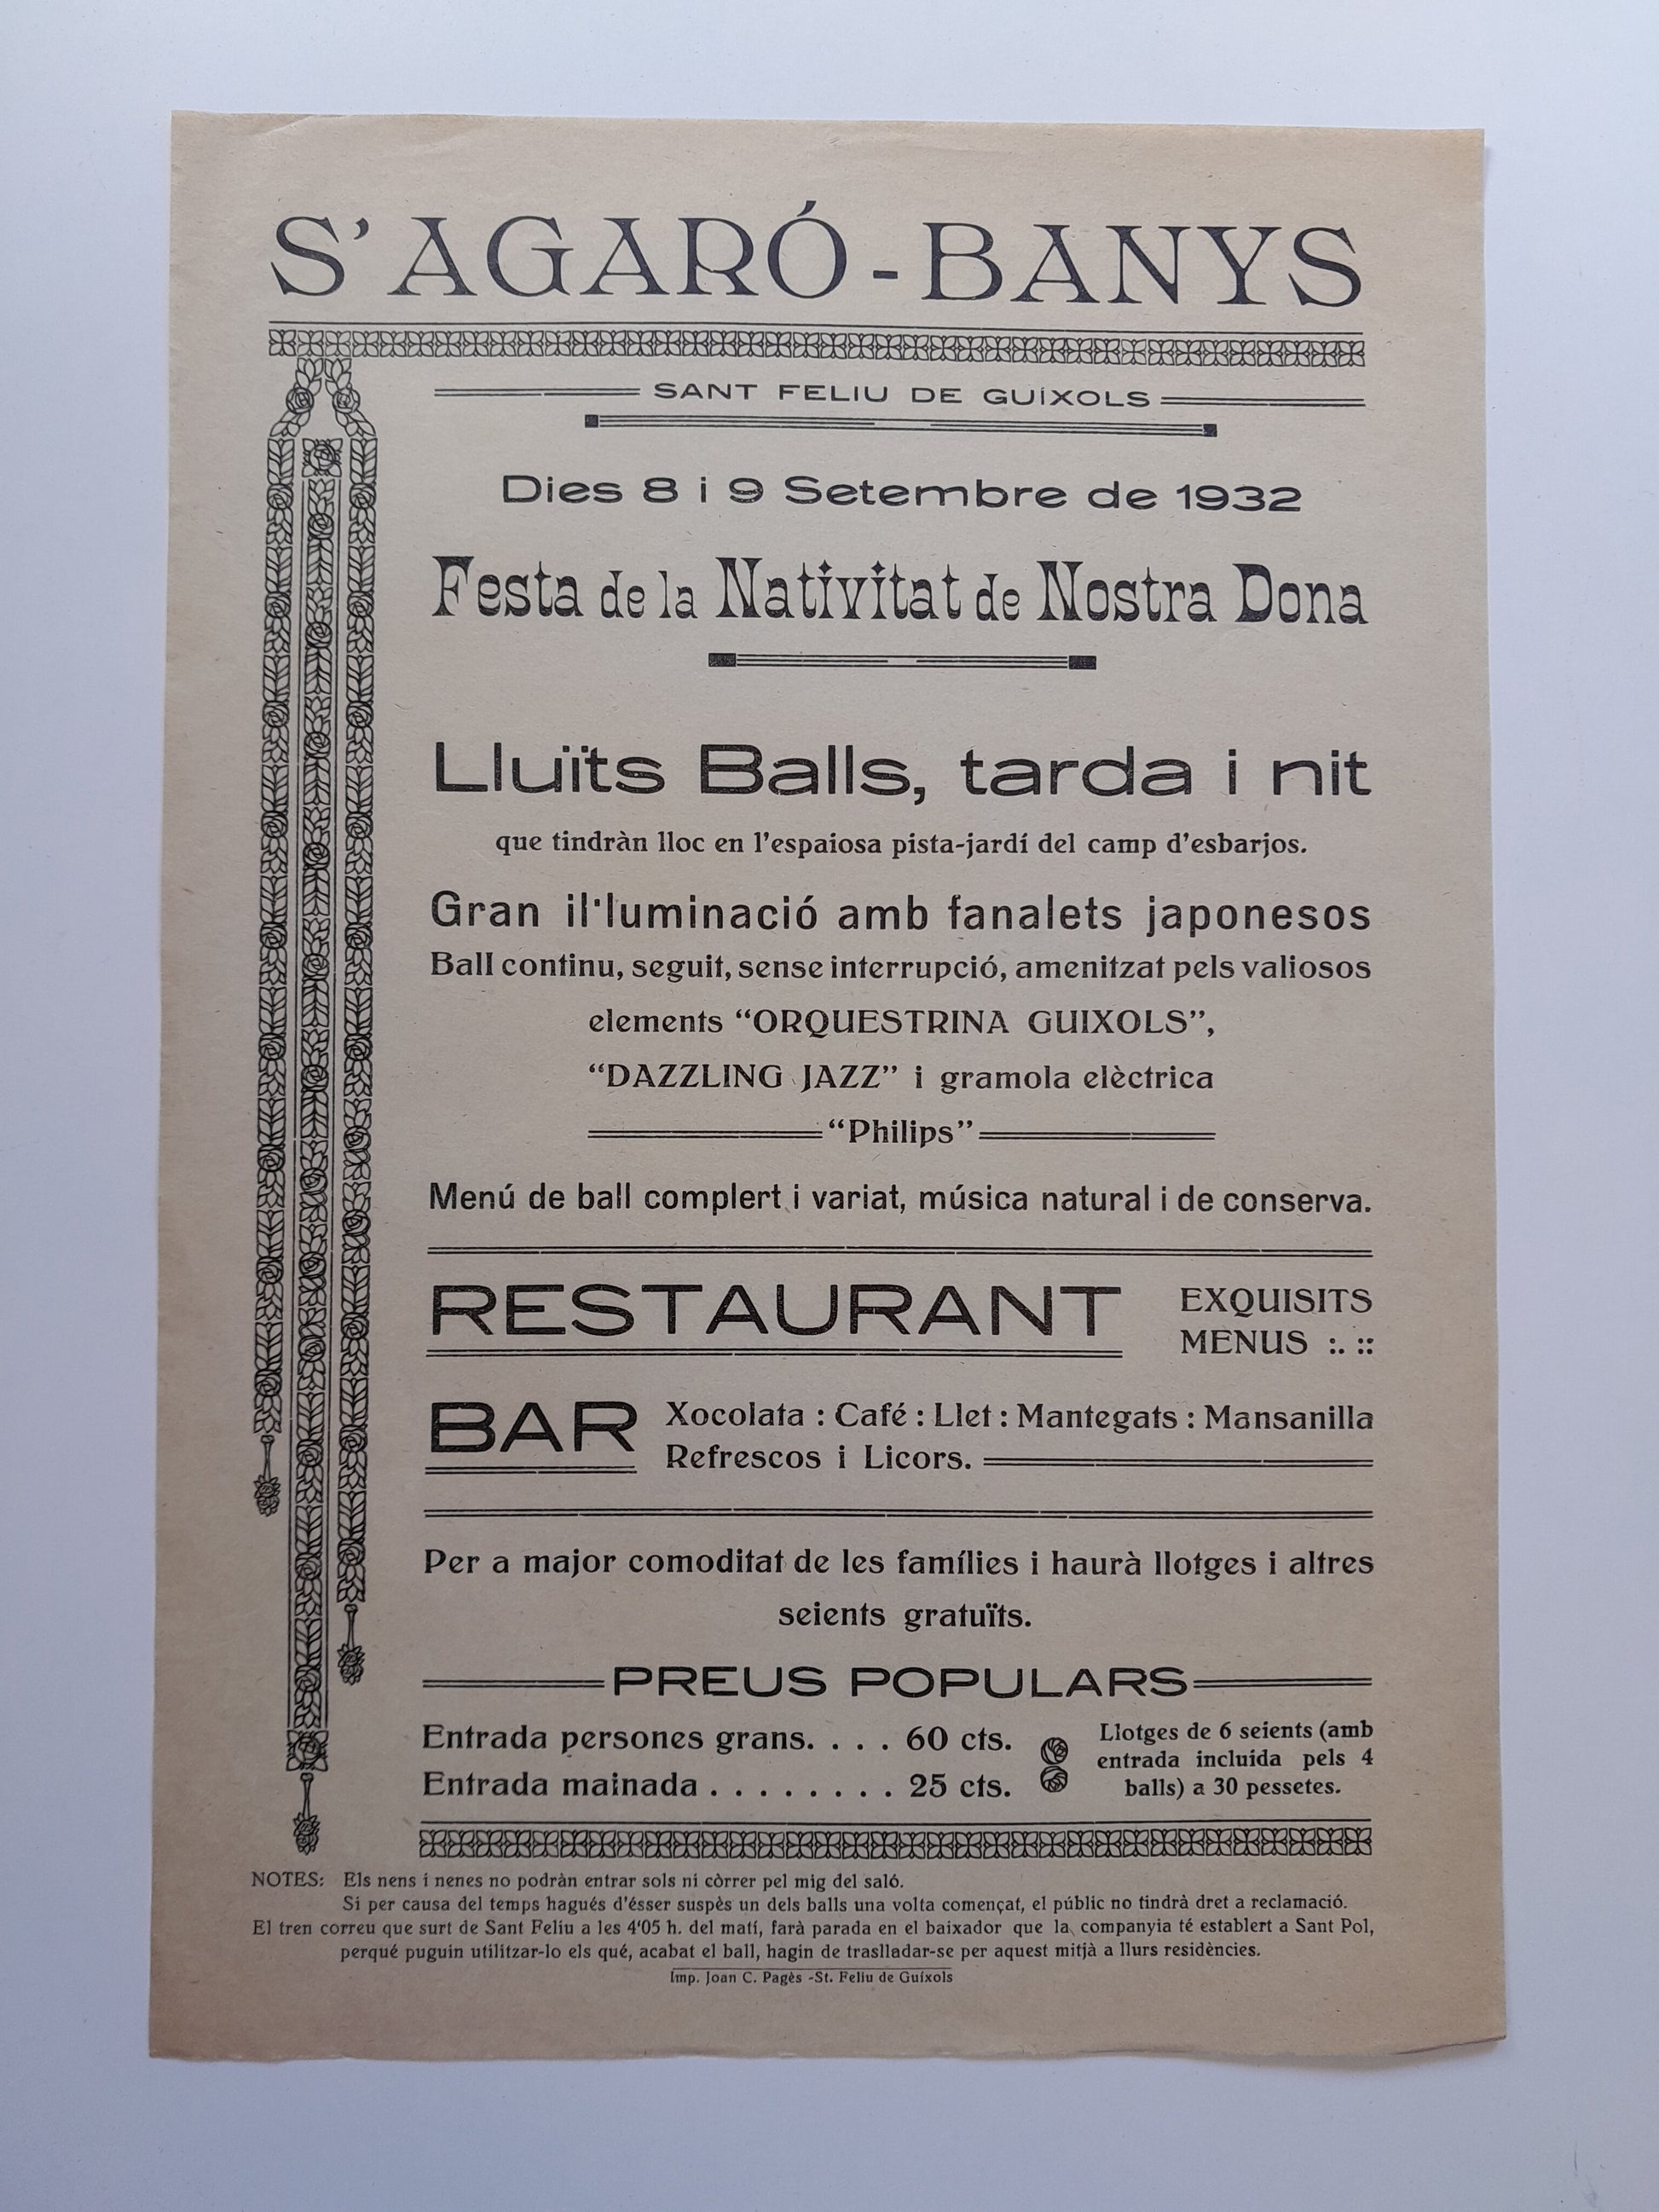 S'AGARÓ - BANYS
SANT FELIU DE GUÍXOLS
Dies 8 i 9 Setembre de 1932
Festa de la Nativitat de Nostra Dona
Lluïts Balls, tarda i nit
que tindràn lloc en l'espaiosa pista-jardí del camp d'esbarjos.
Gran il·luminació amb fanalets japonesos
Ball continu, seguit, sense interrupció, amenitzat pels valiosos
elements “ORQUESTRINA GUIXOLS”,
“DAZZLING JAZZ” i gramola elèctrica
“Philips”
Menú de ball complert i variat, música natural i de conserva.
RESTAURANT
EXQUISITS
MENUS :. ::
BAR
Xocolata : Café : Llet : Mantegats : Mansanilla
Refrescos i Licors.
Per a major comoditat de les famílies i haurà llotges i altres
seients gratuïts.
PREUS POPULARS
Entrada persones grans. . . . 60 cts.
Entrada mainada . . . . . . . . 25 cts.
Llotges de 6 seients (amb
entrada incluida pels 4
balls) a 30 pessetes.
NOTES: Els nens i nenes no podràn entrar sols ni còrrer pel mig del saló.
Si per causa del temps hagués d'ésser suspès un dels balls una volta començat, el públic no tindrà dret a reclamació.
El tren correu que surt de Sant Feliu a les 4'05 h. del matí, farà parada en el baixador que la companyia té establert a Sant Pol,
perqué puguin utilitzar-lo els qué, acabat el ball, hagin de traslladar-se per aquest mitjà a llurs residències.
Imp. Joan C. Pagès -St. Feliu de Guíxols